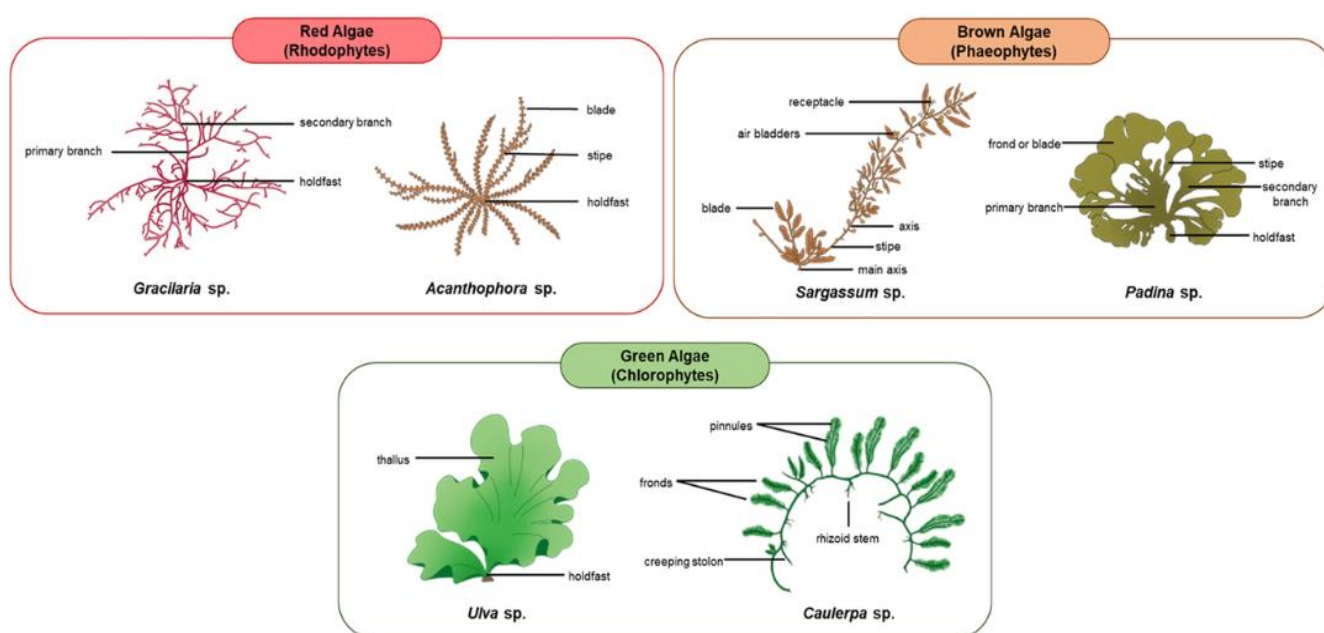 Red Algae
(Rhodophytes)
secondary branch
primary branch
holdfast
Gracilaria sp.
blade
stipe
holdfast
Acanthophora sp.
Brown Algae
(Phaeophytes)
receptacle
air bladders
blade
axis
stipe
main axis
Sargassum sp.
frond or blade
stipe
secondary
branch
primary branch
holdfast
Padina sp.
Green Algae
(Chlorophytes)
thallus
holdfast
Ulva sp.
pinnules
fronds
rhizoid stem
creeping stolon
Caulerpa sp.